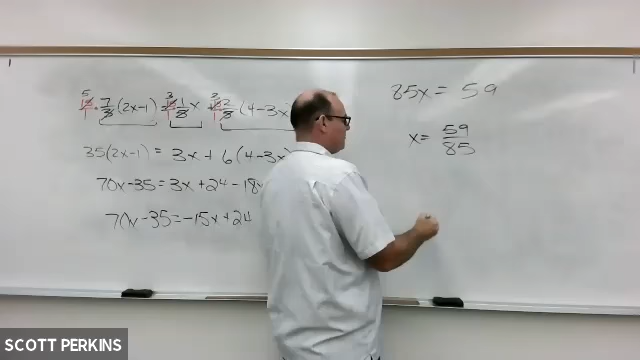 35(2x-1) = 3x + 6(4-3x)
70x-35=3x+24-18x
70x-35=-15x+24
85x = 59
x = 59/85
SCOTT PERKINS